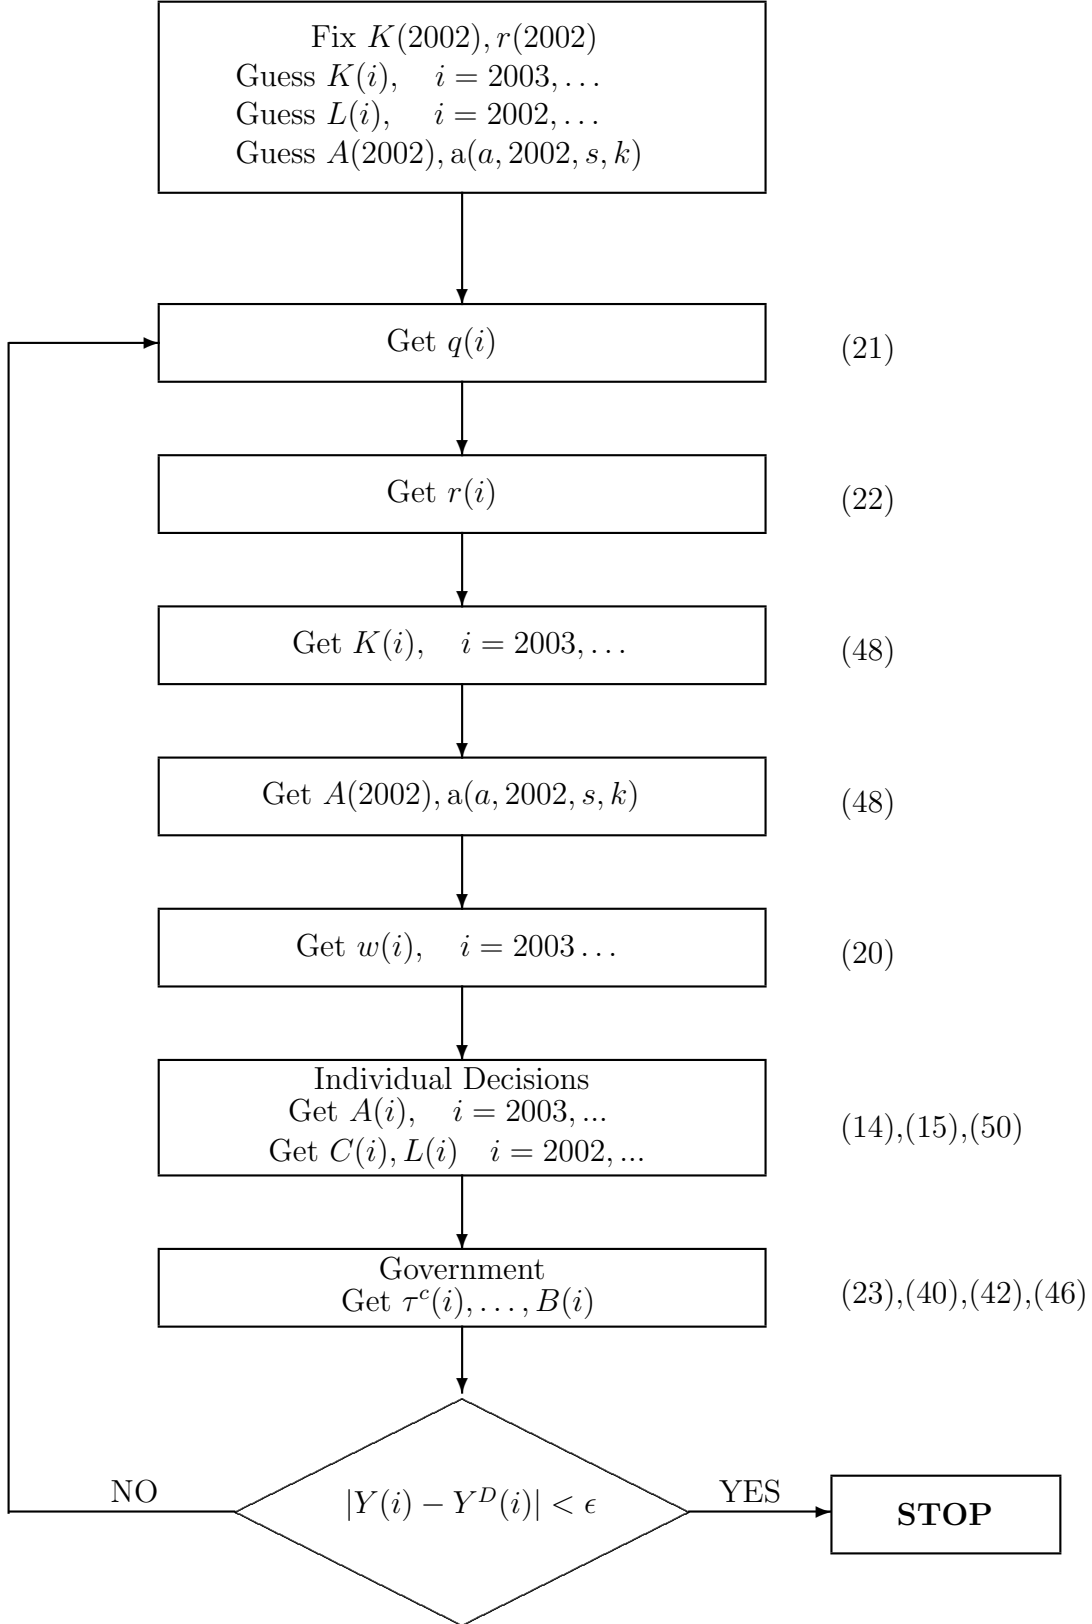 Fix K(2002), r(2002)
Guess K(i), i = 2003, . . .
Guess L(i), i = 2002, . . .
Guess A(2002), a(a, 2002, s, k)
Get q(i) (21)
Get r(i) (22)
Get K(i), i = 2003, . . . (48)
Get A(2002), a(a, 2002, s, k) (48)
Get w(i), i = 2003 . . . (20)
Individual Decisions
Get A(i), i = 2003, ...
(14),(15),(50)
Get C(i), L(i) i = 2002, ...
Government
Get τᶜ(i), . . . , B(i) (23),(40),(42),(46)
NO
YES
|Y(i) − Yᴰ(i)| < ϵ
STOP